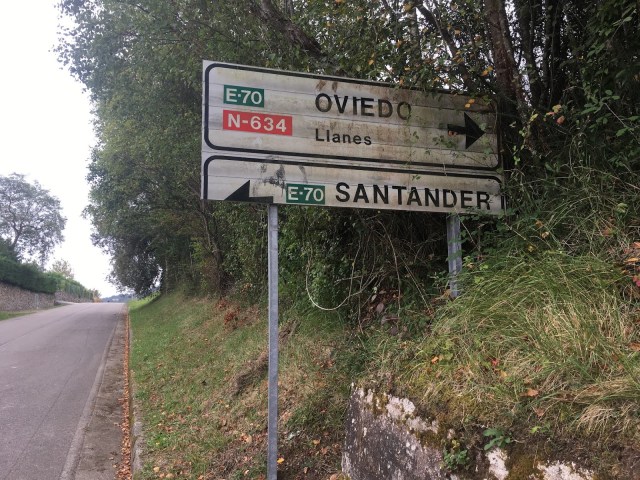 E-70 OVIEDO
N-634 Llanes
E-70 SANTANDER